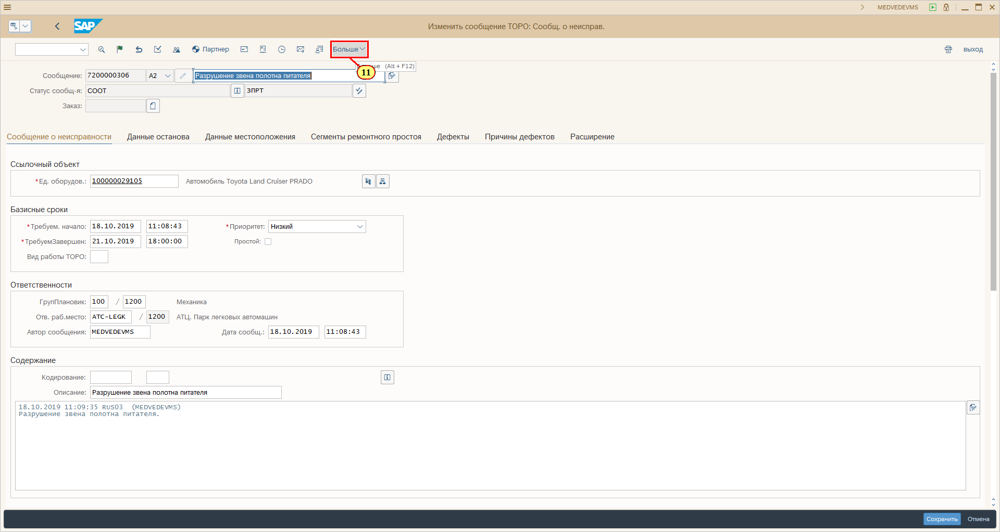 MEDVEDEVMS
SAP
Изменить сообщение ТОРО: Сообщ. о неисправ.
Партнер
Больше
выход
(Alt + F12)
11
Сообщение: 7200000306 A2 Разрушение звена полотна питателя
Статус сообщ-я: СООТ ЗПРТ
Заказ:
Сообщение о неисправности Данные останова Данные местоположения Сегменты ремонтного простоя Дефекты Причины дефектов Расширение
Ссылочный объект
*Ед. оборудов.: 100000029105 Автомобиль Toyota Land Cruiser PRADO
Базисные сроки
*Требуем. начало: 18.10.2019 11:08:43 *Приоритет: Низкий
*ТребуемЗавершен: 21.10.2019 18:00:00 Простой:
Вид работы ТОРО:
Ответственности
ГрупПлановик: 100 / 1200 Механика
Отв. раб.место: ATC-LEGK / 1200 АТЦ. Парк легковых автомашин
Автор сообщения: MEDVEDEVMS Дата сообщ.: 18.10.2019 11:08:43
Содержание
Кодирование:
Описание: Разрушение звена полотна питателя
18.10.2019 11:09:35 RUS03 (MEDVEDEVMS)
Разрушение звена полотна питателя.
Сохранить Отмена